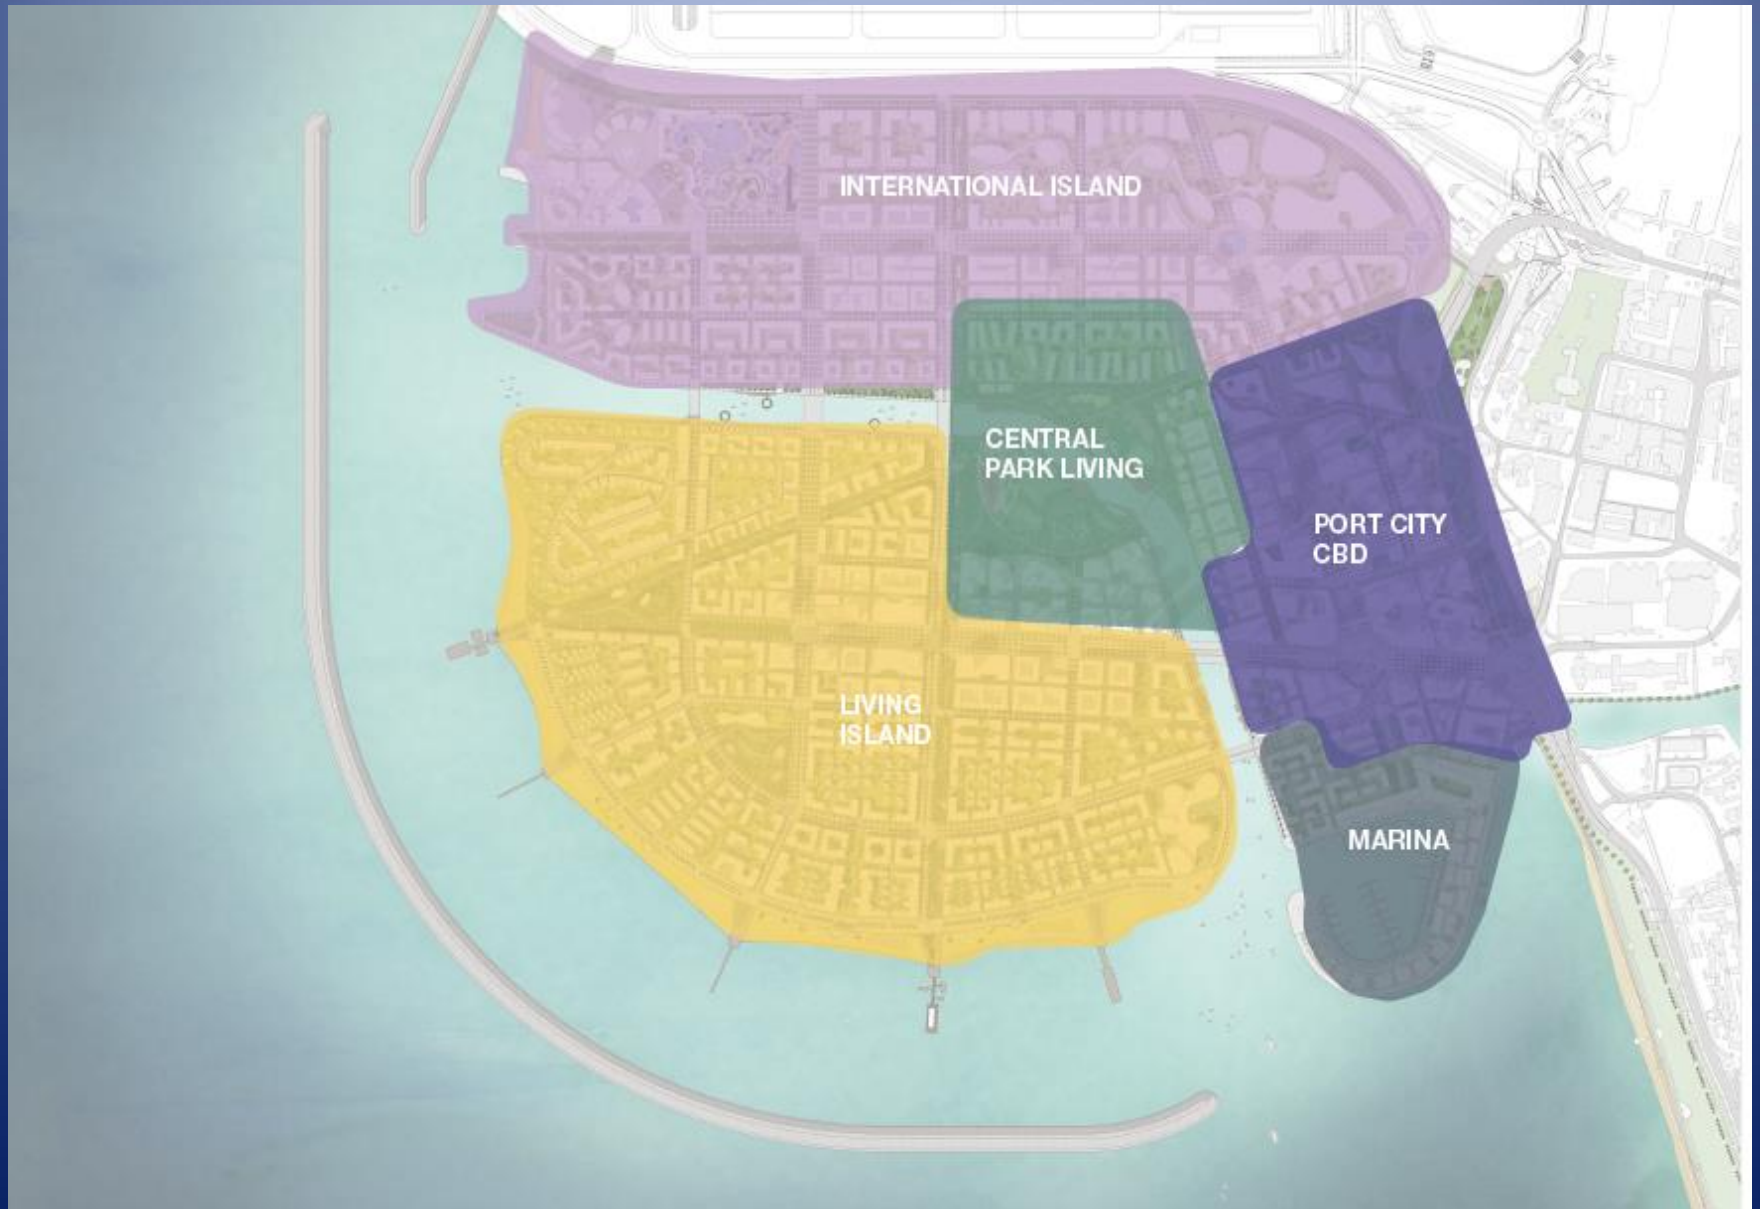 INTERNATIONAL ISLAND
CENTRAL
PARK LIVING
PORT CITY
CBD
LIVING
ISLAND
MARINA